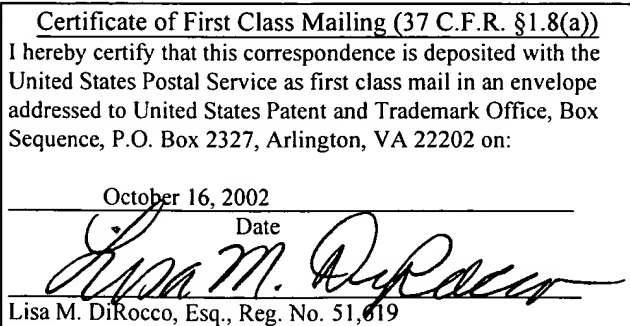 Certificate of First Class Mailing (37 C.F.R. §1.8(a))
I hereby certify that this correspondence is deposited with the
United States Postal Service as first class mail in an envelope
addressed to United States Patent and Trademark Office, Box
Sequence, P.O. Box 2327, Arlington, VA 22202 on:
October 16, 2002
Date
Lisa M. DiRocco
Lisa M. DiRocco, Esq., Reg. No. 51,619